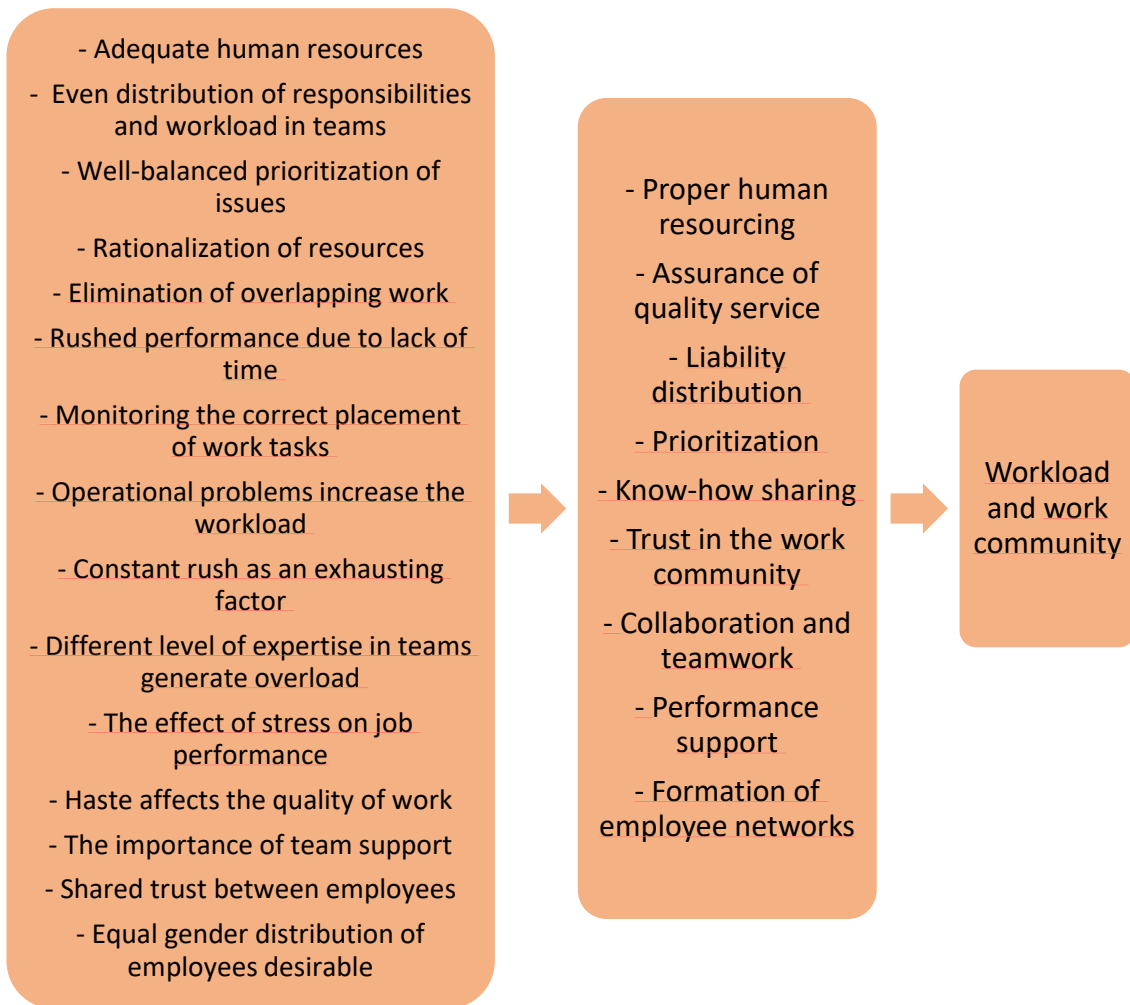 - Adequate human resources
- Even distribution of responsibilities
and workload in teams
- Well-balanced prioritization of
issues
- Rationalization of resources
- Elimination of overlapping work
- Rushed performance due to lack of
time
- Monitoring the correct placement
of work tasks
- Operational problems increase the
workload
- Constant rush as an exhausting
factor
- Different level of expertise in teams
generate overload
- The effect of stress on job
performance
- Haste affects the quality of work
- The importance of team support
- Shared trust between employees
- Equal gender distribution of
employees desirable
- Proper human
resourcing
- Assurance of
quality service
- Liability
distribution
- Prioritization
- Know-how sharing
- Trust in the work
community
- Collaboration and
teamwork
- Performance
support
- Formation of
employee networks
Workload
and work
community